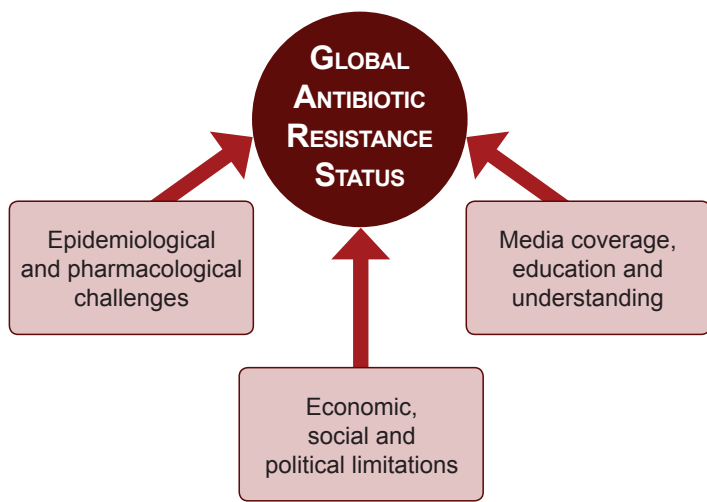 GLOBAL
ANTIBIOTIC
RESISTANCE
STATUS
Epidemiological
and pharmacological
challenges
Media coverage,
education and
understanding
Economic,
social and
political limitations